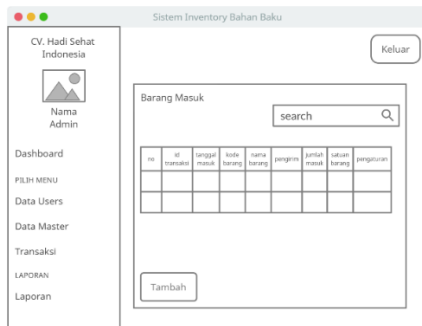 Sistem Inventory Bahan Baku
CV. Hadi Sehat
Indonesia
Nama
Admin
Dashboard
PILIH MENU
Data Users
Data Master
Transaksi
LAPORAN
Laporan
Keluar
Barang Masuk
search
no
id
transaksi
tanggal
masuk
kode
barang
nama
barang
pengirim
jumlah
masuk
satuan
barang
pengaturan
Tambah